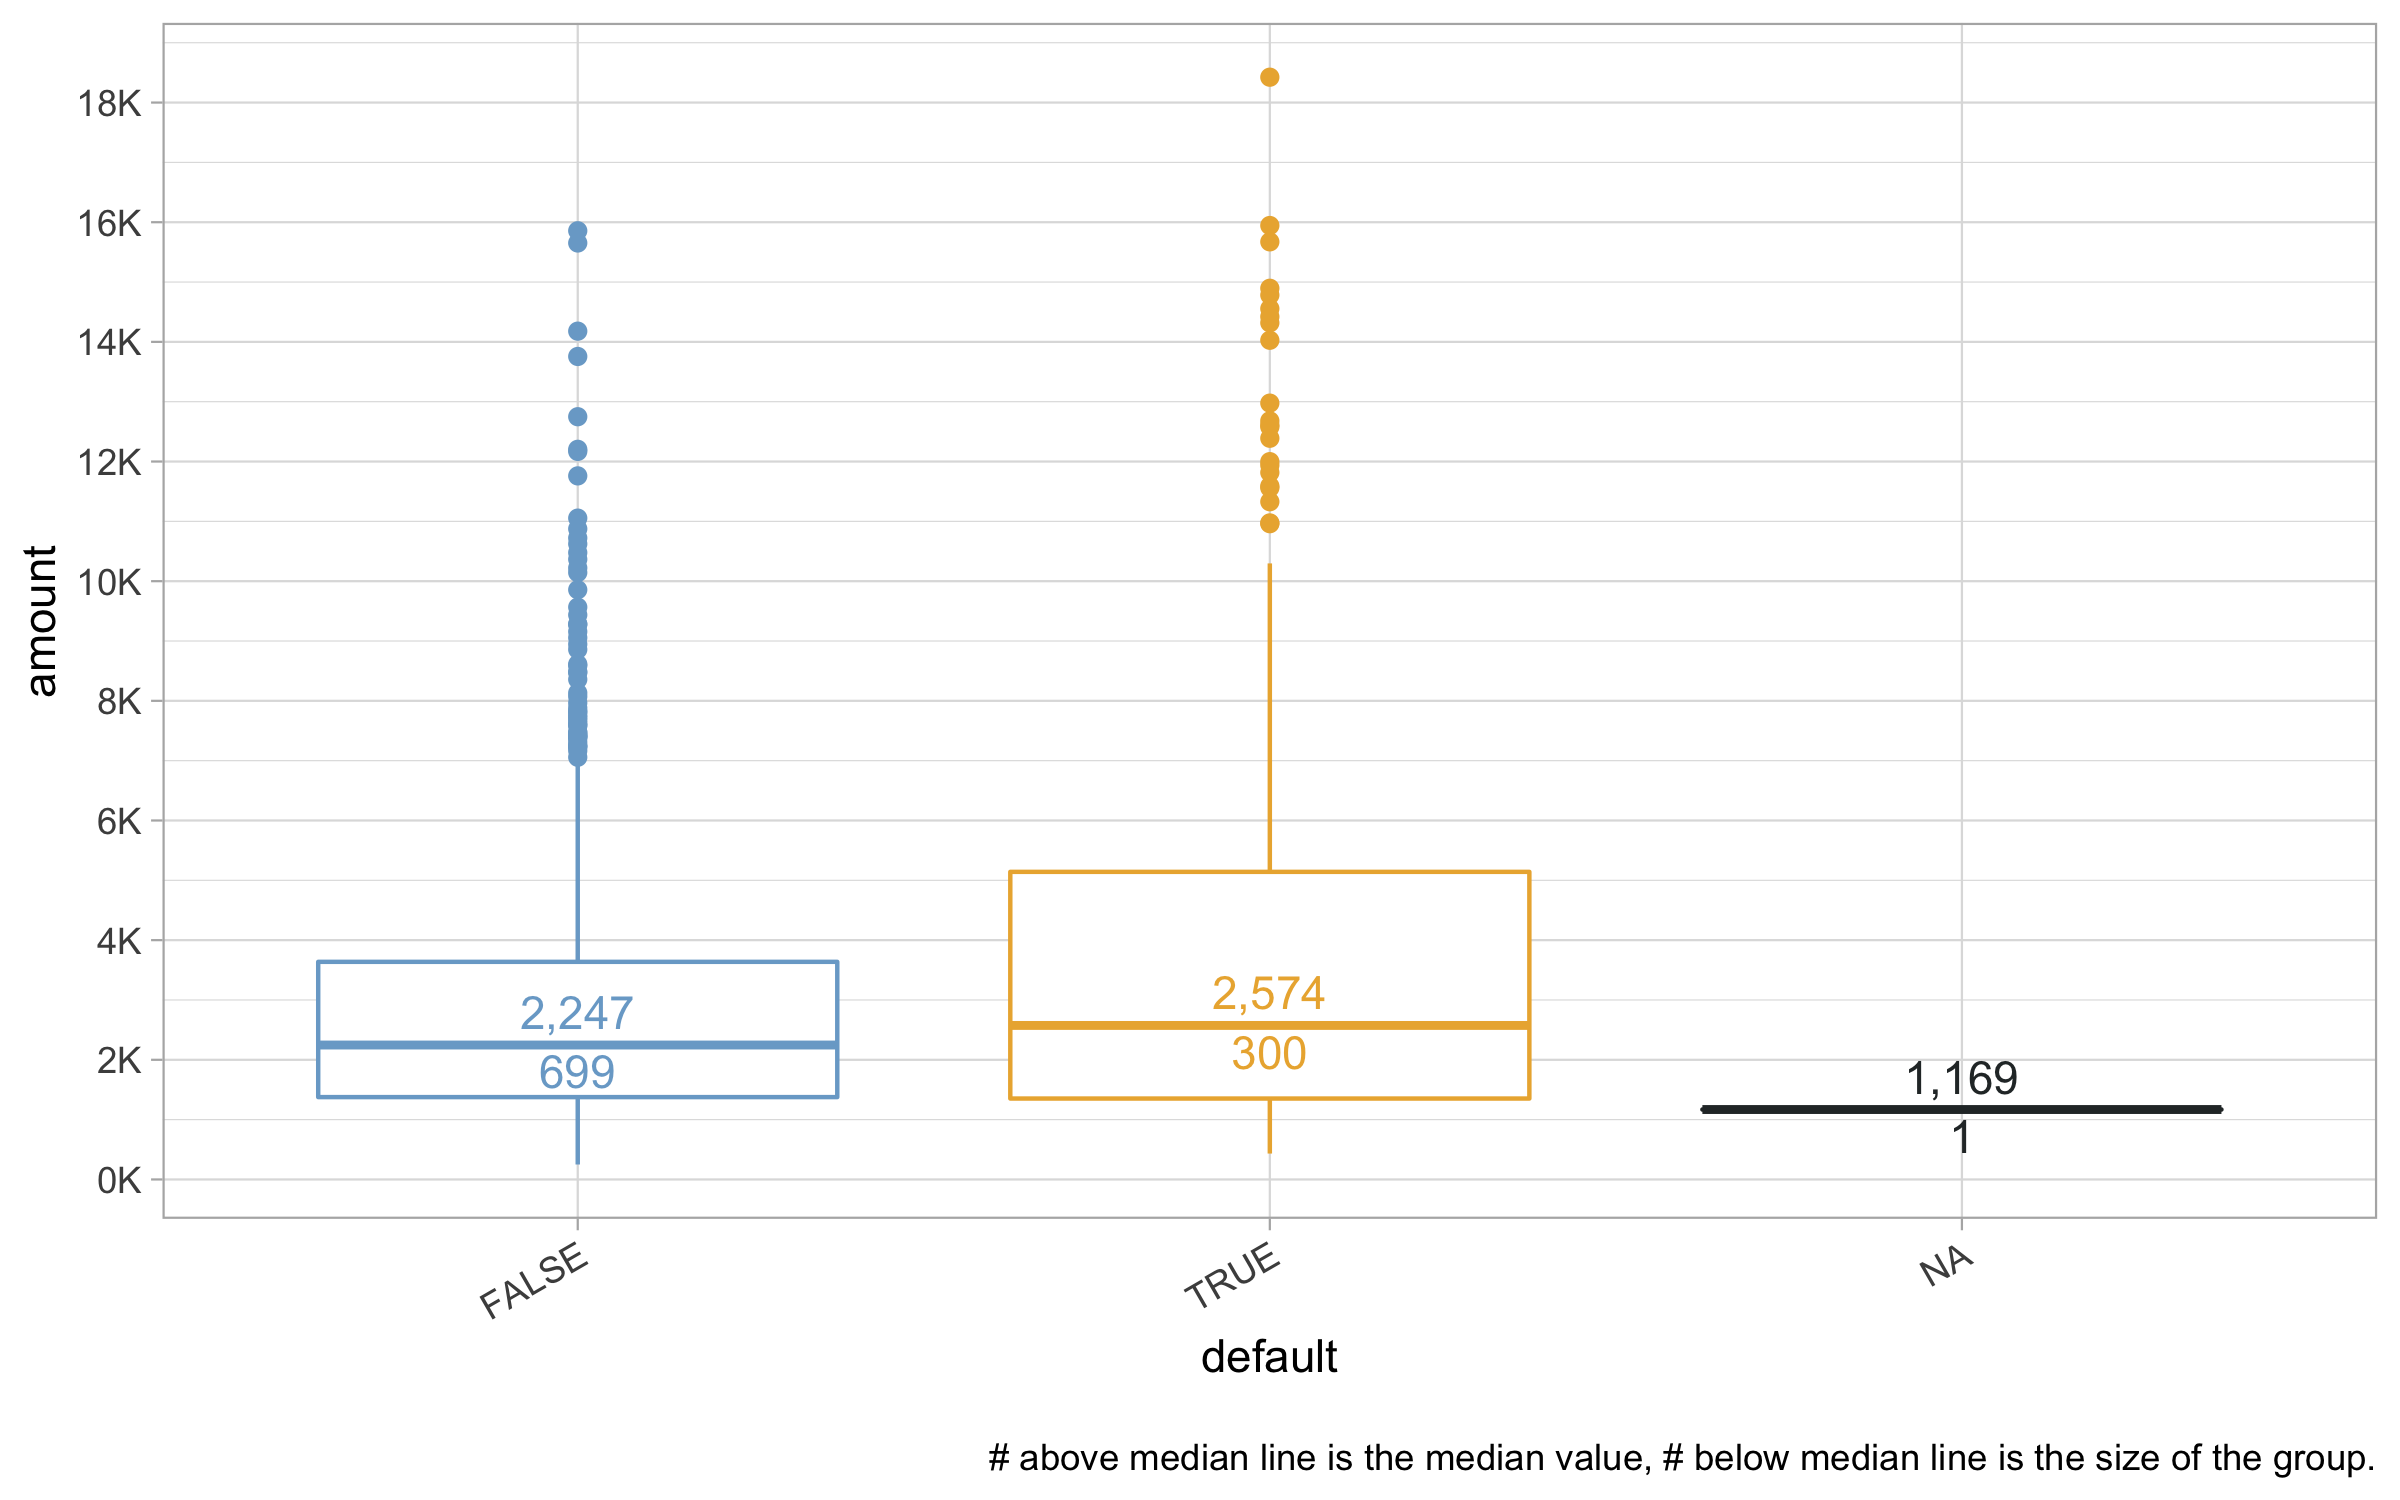 18K
16K
14K
12K
10K
8K
6K
4K
2K
0K
amount
2,247
699
2,574
300
1,169
1
FALSE
TRUE
NA
default
# above median line is the median value, # below median line is the size of the group.